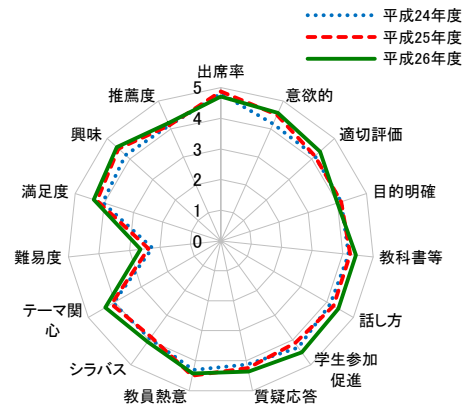 平成24年度
平成25年度
平成26年度
出席率
意欲的
適切評価
目的明確
教科書等
話し方
学生参加
促進
質疑応答
教員熱意
シラバス
テーマ関
心
難易度
満足度
興味
推薦度
5
4
3
2
1
0